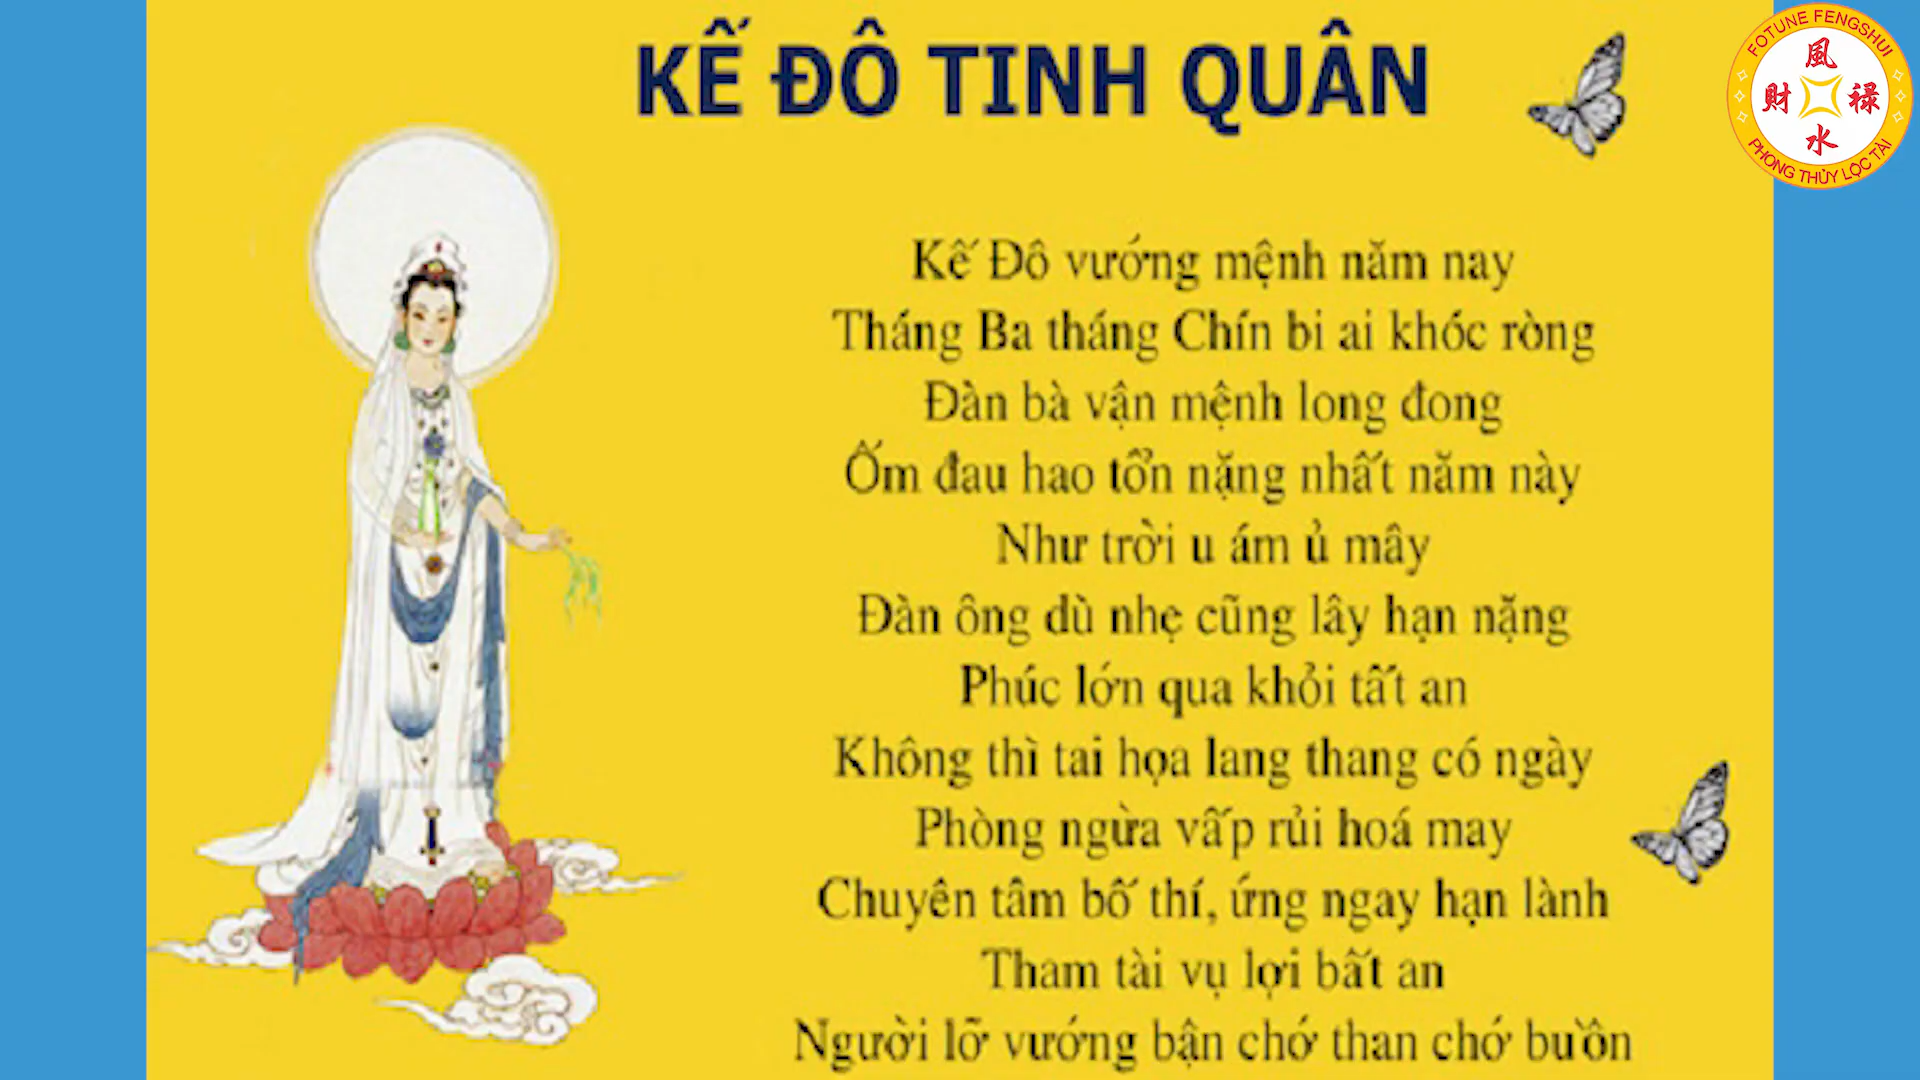 KẾ ĐÔ TINH QUÂN
Kế Đô vướng mệnh năm nay
Tháng Ba tháng Chín bi ai khóc ròng
Đàn bà vận mệnh long đong
Ốm đau hao tổn nặng nhất năm này
Như trời u ám ủ mây
Đàn ông dù nhẹ cũng lây hạn nặng
Phúc lớn qua khỏi tất an
Không thì tai họa lang thang có ngày
Phòng ngừa vấp rủi hoá may
Chuyên tâm bố thí, ứng ngay hạn lành
Tham tài vụ lợi bất an
Người lỡ vướng bận chớ than chớ buồn
FOTUNE FENGSHUI
風
財 禄
水
PHONG THỦY LỘC TÀI